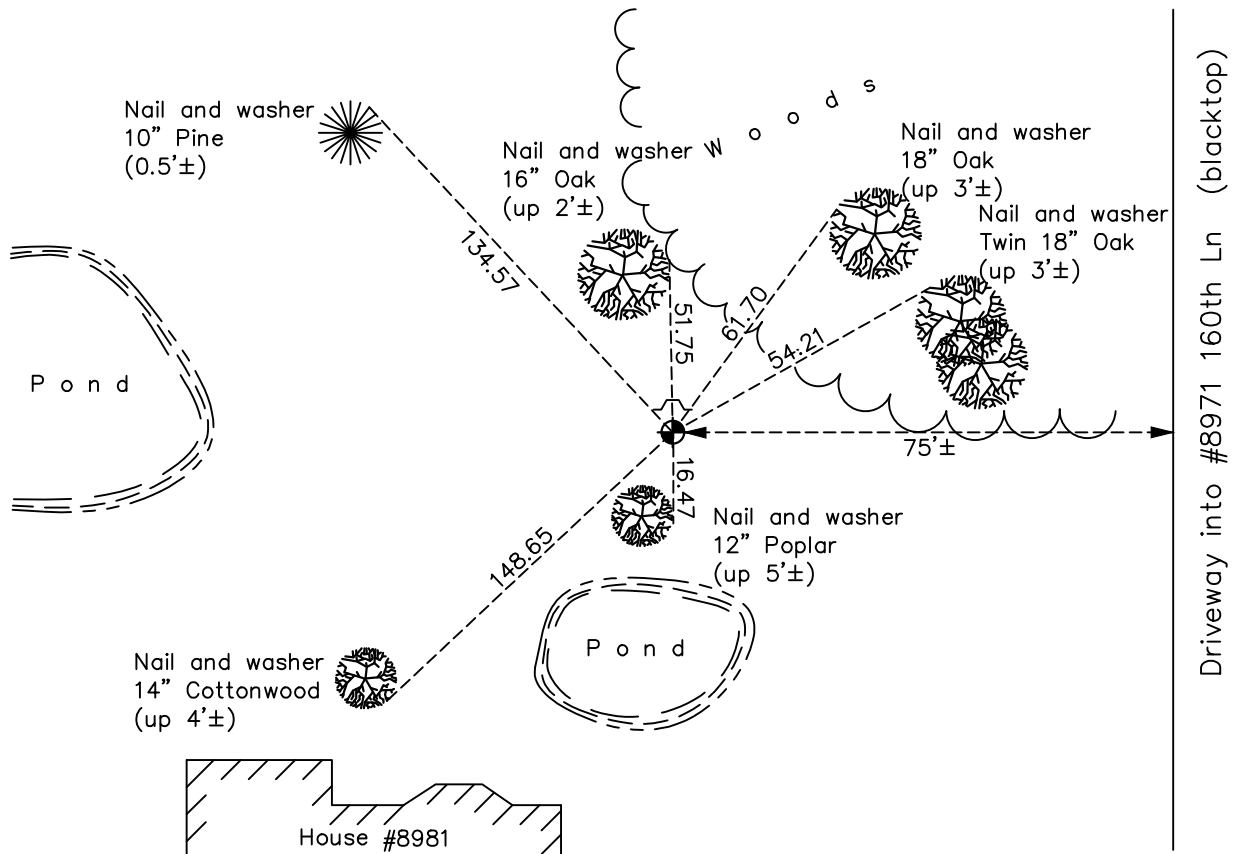 Nail and washer
10” Pine
(0.5’±)
Nail and washer
16” Oak
(up 2’±)
W o o d s
Nail and washer
18” Oak
(up 3’±)
Nail and washer
Twin 18” Oak
(up 3’±)
134.57
51.75
61.70
54.21
75’±
16.47
148.65
P o n d
Nail and washer
12” Poplar
(up 5’±)
P o n d
Nail and washer
14” Cottonwood
(up 4’±)
House #8981
Driveway into #8971 160th Ln (blacktop)